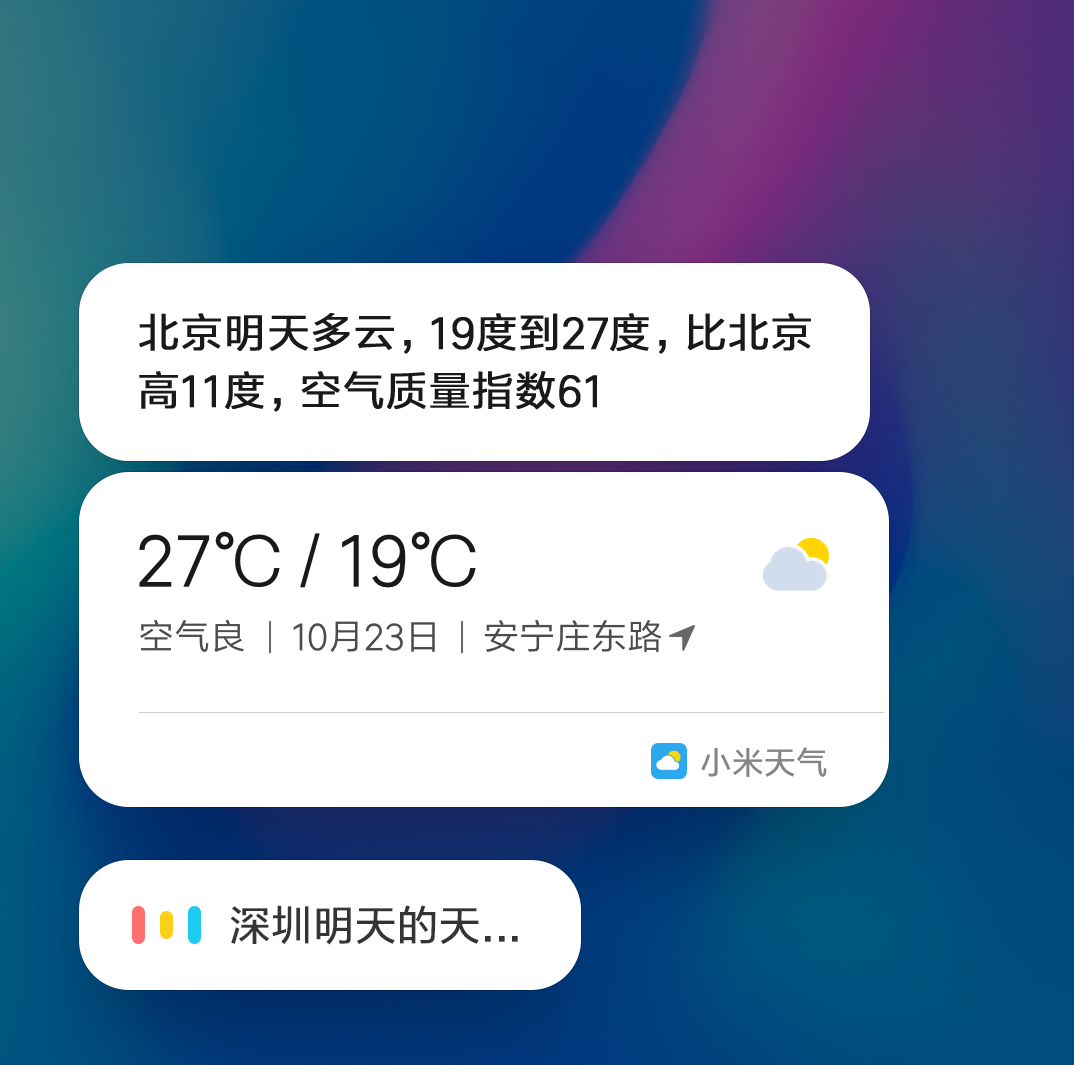 北京明天多云，19度到27度，比北京
高11度，空气质量指数61
27℃ / 19℃
空气良 | 10月23日 | 安宁庄东路
小米天气
深圳明天的天...